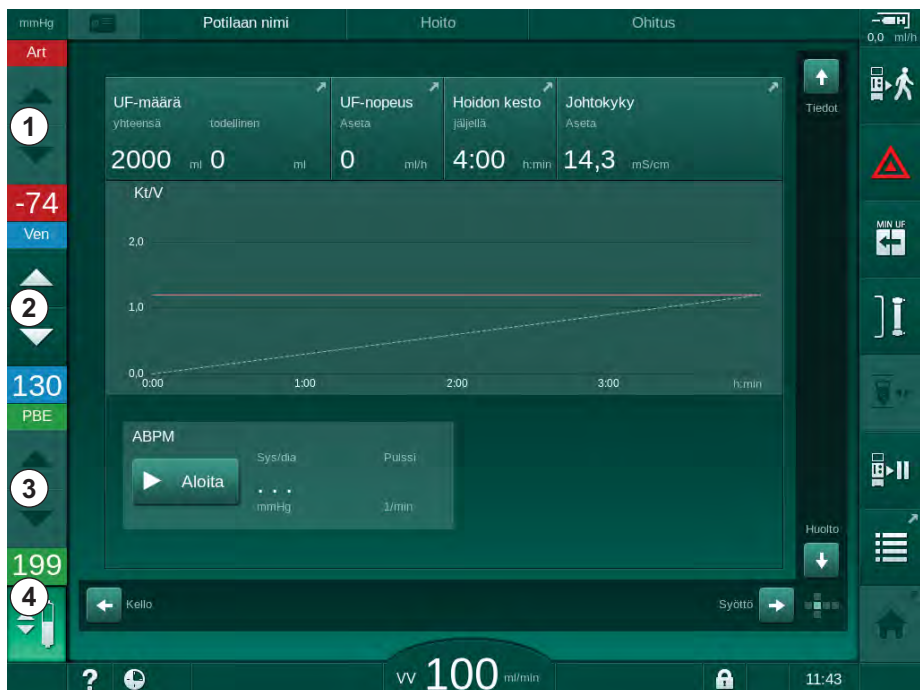 mmHg
Potilaan nimi
Hoito
Ohitus
0,0 ml/h
Art
1
-74
Ven
2
130
PBE
3
199
4
UF-määrä
yhteensä todellinen
2000 ml 0 ml
UF-nopeus
Aseta
0 ml/h
Hoidon kesto
jäljellä
4:00 h:min
Johtokyky
Aseta
14,3 mS/cm
Tiedot
MIN UF
Kt/V
2,0
1,0
0,0
0:00 1:00 2:00 3:00 h:min
ABPM
Aloita
Sys/dia
. . .
mmHg
Pulssi
1/min
Huolto
Kello
Syöttö
?
VV 100 ml/min
11:43